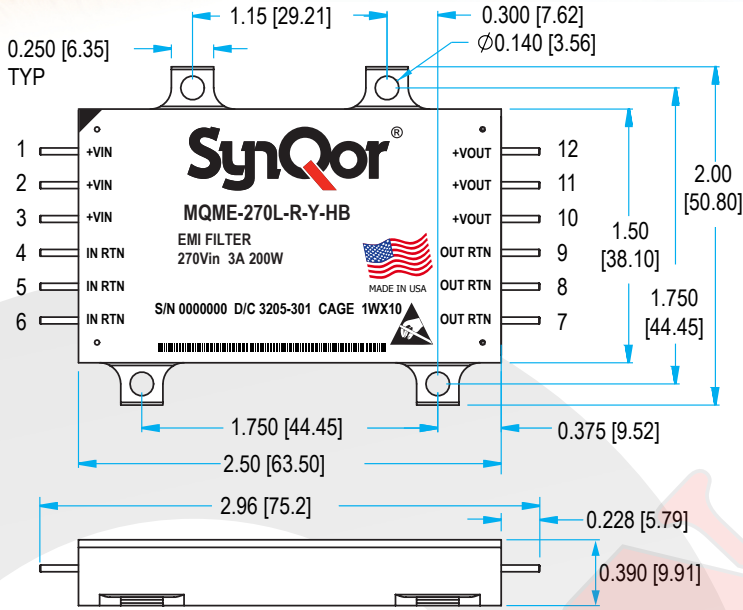 1.15 [29.21]
0.300 [7.62]
0.250 [6.35]
TYP
Ø0.140 [3.56]
SynQor®
1 +VIN
+VOUT 12
2 +VIN
+VOUT 11
3 +VIN
+VOUT 10
4 IN RTN
OUT RTN 9
5 IN RTN
OUT RTN 8
6 IN RTN
OUT RTN 7
MQME-270L-R-Y-HB
EMI FILTER
270Vin 3A 200W
MADE IN USA
S/N 0000000 D/C 3205-301 CAGE 1WX10
2.00
[50.80]
1.50
[38.10]
1.750
[44.45]
1.750 [44.45]
0.375 [9.52]
2.50 [63.50]
2.96 [75.2]
0.228 [5.79]
0.390 [9.91]